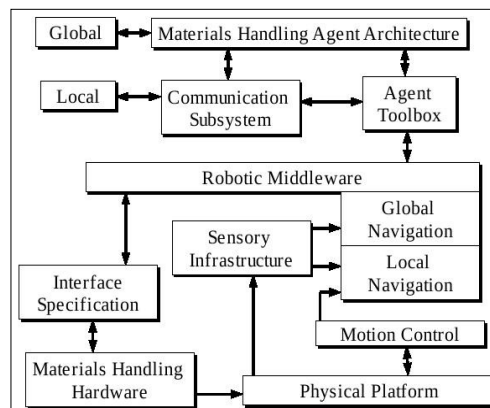 Global
Materials Handling Agent Architecture
Local
Communication
Subsystem
Agent
Toolbox
Robotic Middleware
Global
Navigation
Sensory
Infrastructure
Local
Navigation
Interface
Specification
Motion Control
Materials Handling
Hardware
Physical Platform